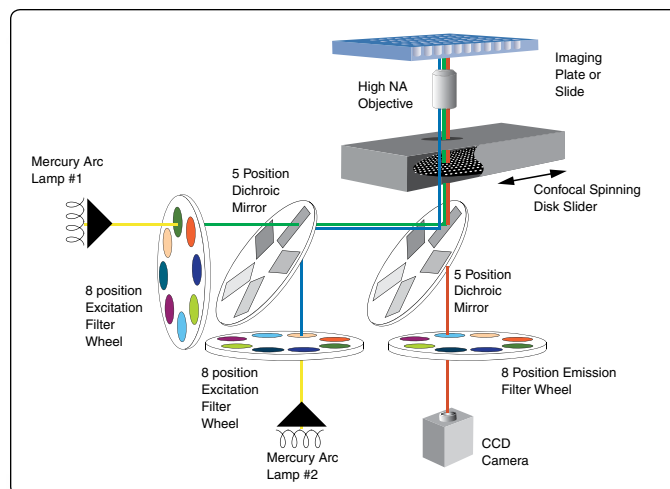 Imaging
Plate or
Slide
High NA
Objective
Mercury Arc
Lamp #1
5 Position
Dichroic
Mirror
Confocal Spinning
Disk Slider
8 position
Excitation
Filter
Wheel
5 Position
Dichroic
Mirror
8 position
Excitation
Filter
Wheel
8 Position Emission
Filter Wheel
Mercury Arc
Lamp #2
CCD
Camera